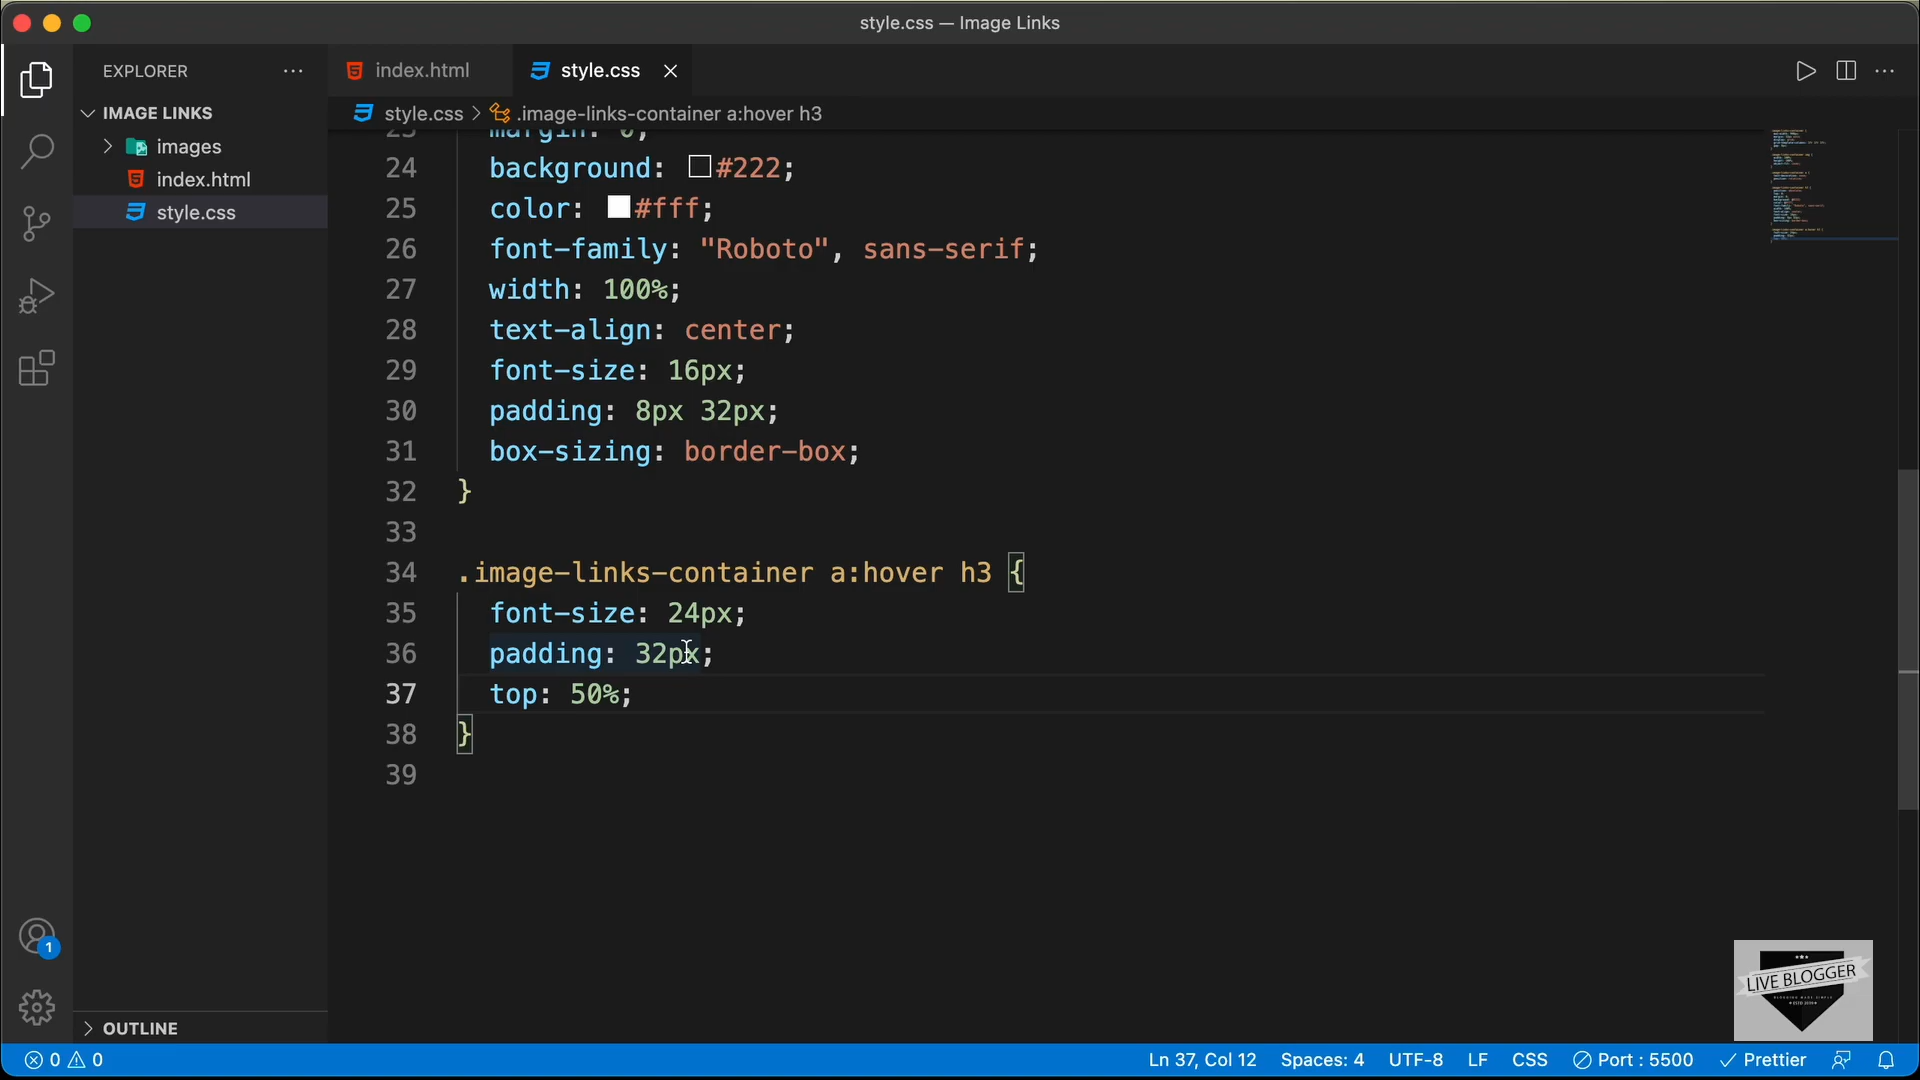 style.css — Image Links
EXPLORER
index.html
style.css
IMAGE LINKS
images
index.html
style.css
style.css > .image-links-container a:hover h3
23 margin: 0;
24 background: #222;
25 color: #fff;
26 font-family: "Roboto", sans-serif;
27 width: 100%;
28 text-align: center;
29 font-size: 16px;
30 padding: 8px 32px;
31 box-sizing: border-box;
32 }
33
34 .image-links-container a:hover h3 {
35 font-size: 24px;
36 padding: 32px;
37 top: 50%;
38 }
39
1
OUTLINE
LIVE BLOGGER
0 0
Ln 37, Col 12 Spaces: 4 UTF-8 LF CSS Port : 5500 Prettier